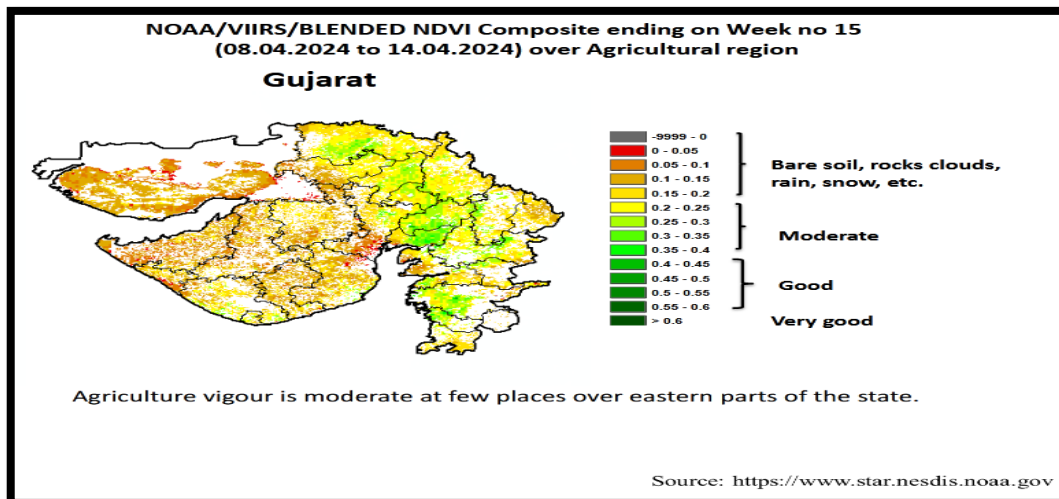 NOAA/VIIRS/BLENDED NDVI Composite ending on Week no 15
(08.04.2024 to 14.04.2024) over Agricultural region
Gujarat
-9999 - 0
0 - 0.05
0.05 - 0.1
0.1 - 0.15
0.15 - 0.2
0.2 - 0.25
0.25 - 0.3
0.3 - 0.35
0.35 - 0.4
0.4 - 0.45
0.45 - 0.5
0.5 - 0.55
0.55 - 0.6
> 0.6
Bare soil, rocks clouds,
rain, snow, etc.
Moderate
Good
Very good
Agriculture vigour is moderate at few places over eastern parts of the state.
Source: https://www.star.nesdis.noaa.gov